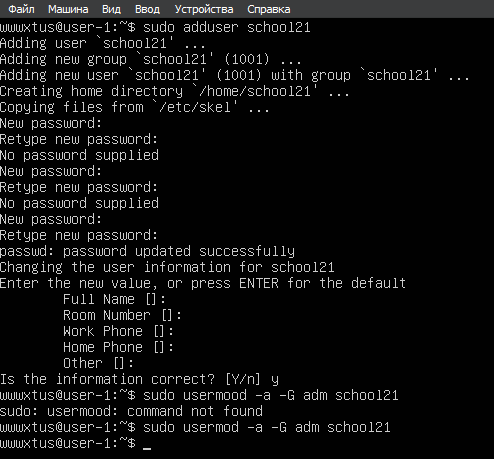 Файл Машина Вид Ввод Устройства Справка
wwwxtus@user-1:~$ sudo adduser school21
Adding user `school21' ...
Adding new group `school21' (1001) ...
Adding new user `school21' (1001) with group `school21' ...
Creating home directory `/home/school21' ...
Copying files from `/etc/skel' ...
New password:
Retype new password:
No password supplied
New password:
Retype new password:
No password supplied
New password:
Retype new password:
passwd: password updated successfully
Changing the user information for school21
Enter the new value, or press ENTER for the default
Full Name []:
Room Number []:
Work Phone []:
Home Phone []:
Other []:
Is the information correct? [Y/n] y
wwwxtus@user-1:~$ sudo usermood -a -G adm school21
sudo: usermood: command not found
wwwxtus@user-1:~$ sudo usermod -a -G adm school21
wwwxtus@user-1:~$ _